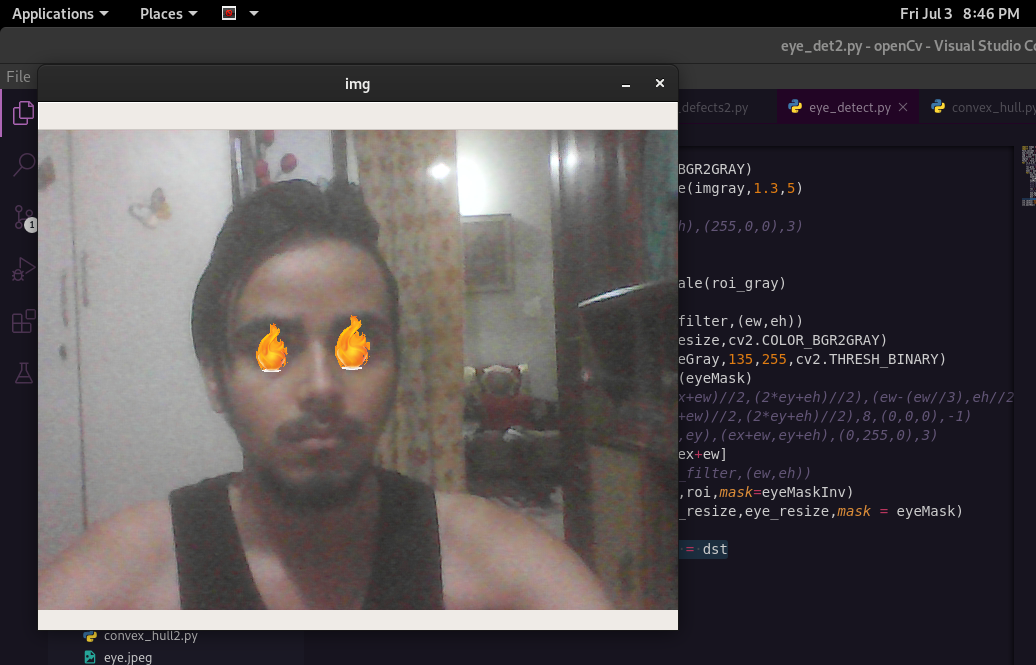 Applications Places Fri Jul 3 8:46 PM
eye_det2.py - openCv - Visual Studio Co
File
img
_defects2.py eye_detect.py convex_hull.py
1
BGR2GRAY)
e(imgray,1.3,5)
h),(255,0,0),3)
ale(roi_gray)
filter,(ew,eh))
esize,cv2.COLOR_BGR2GRAY)
eGray,135,255,cv2.THRESH_BINARY)
(eyeMask)
x+ew)//2,(2*ey+eh)//2),(ew-(ew//3),eh//2
+ew)//2,(2*ey+eh)//2),8,(0,0,0),-1)
,ey),(ex+ew,ey+eh),(0,255,0),3)
ex+ew]
_filter,(ew,eh))
,roi,mask=eyeMaskInv)
_resize,eye_resize,mask = eyeMask)
= dst
convex_hull2.py
eye.jpeg